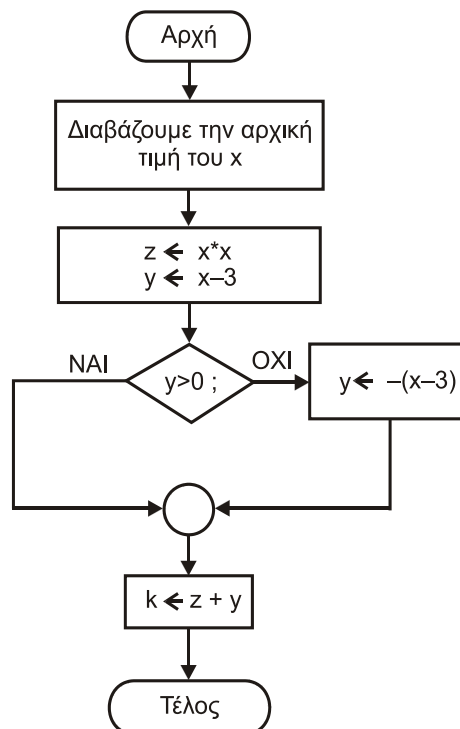 Αρχή
Διαβάζουμε την αρχική
τιμή του x
z ← x*x
y ← x–3
ΝΑΙ
y>0 ;
ΟΧΙ
y ← –(x–3)
k ← z + y
Τέλος